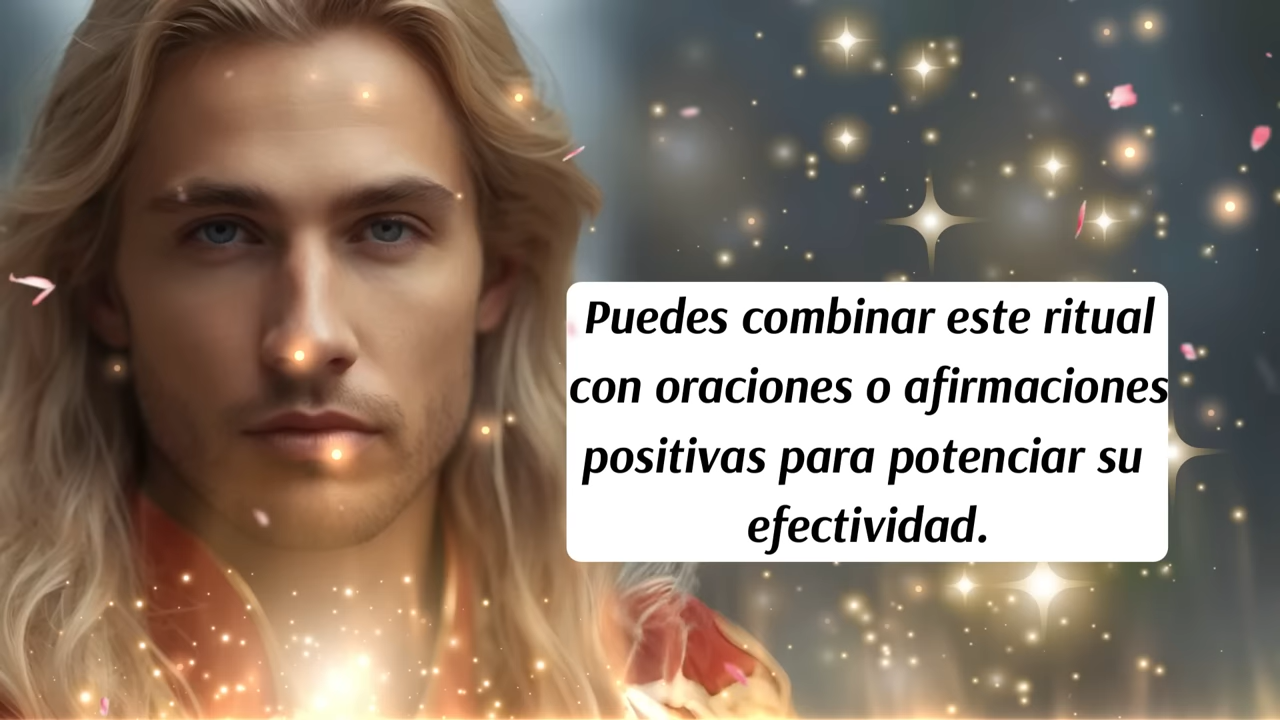 Puedes combinar este ritual
con oraciones o afirmaciones
positivas para potenciar su
efectividad.